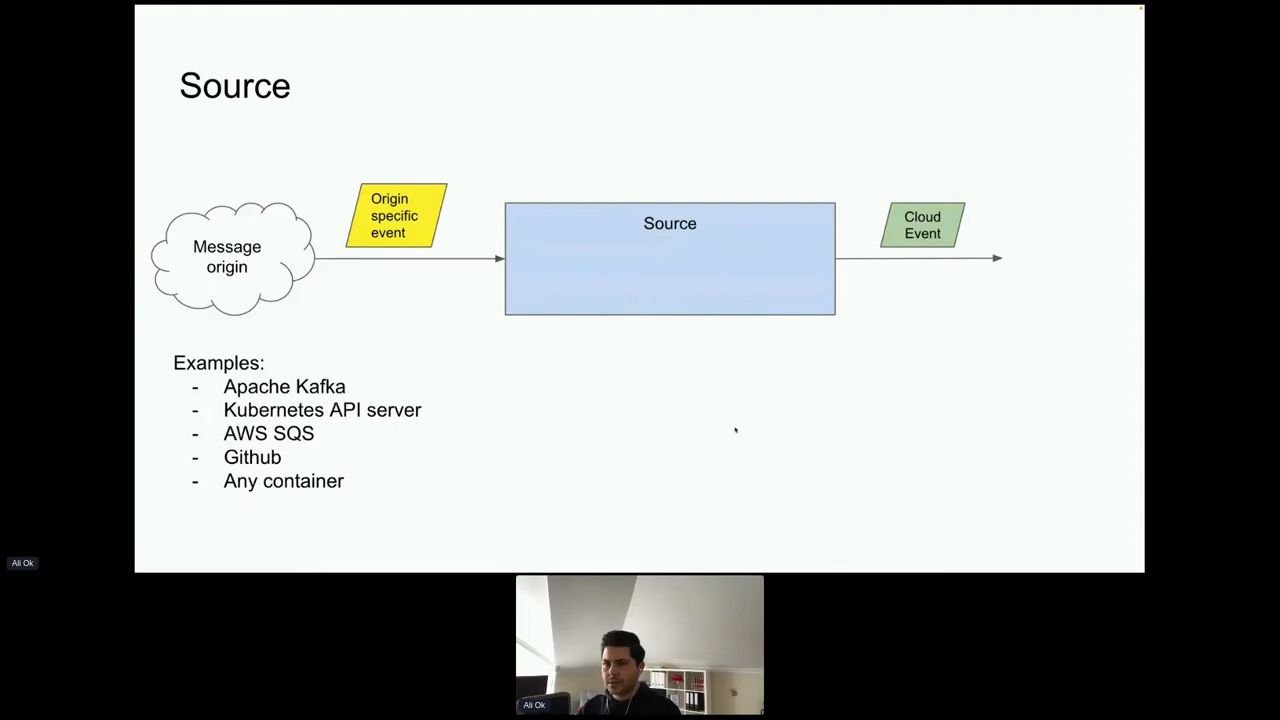 Source
Message
origin
Origin
specific
event
Source
Cloud
Event
Examples:
- Apache Kafka
- Kubernetes API server
- AWS SQS
- Github
- Any container
Ali Ok
Ali Ok